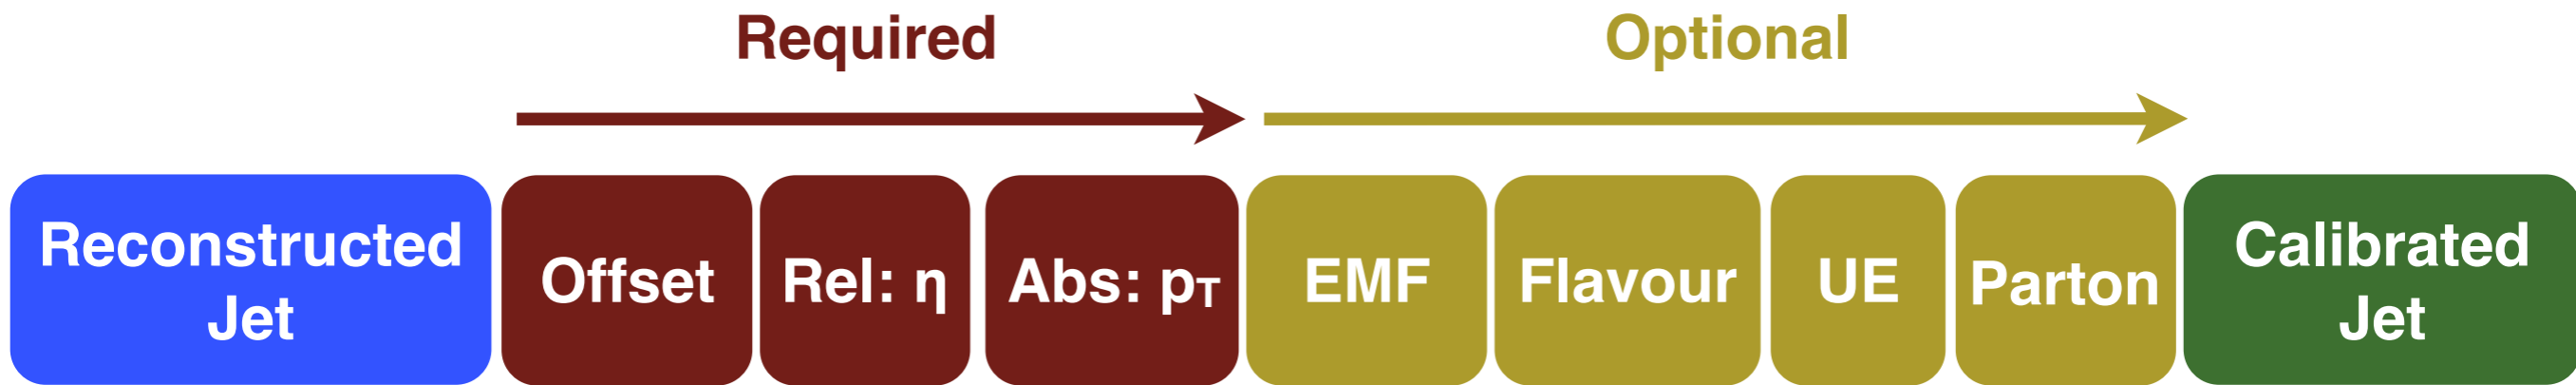 Required
Optional
Reconstructed
Jet
Offset
Rel: η
Abs: pT
EMF
Flavour
UE
Parton
Calibrated
Jet